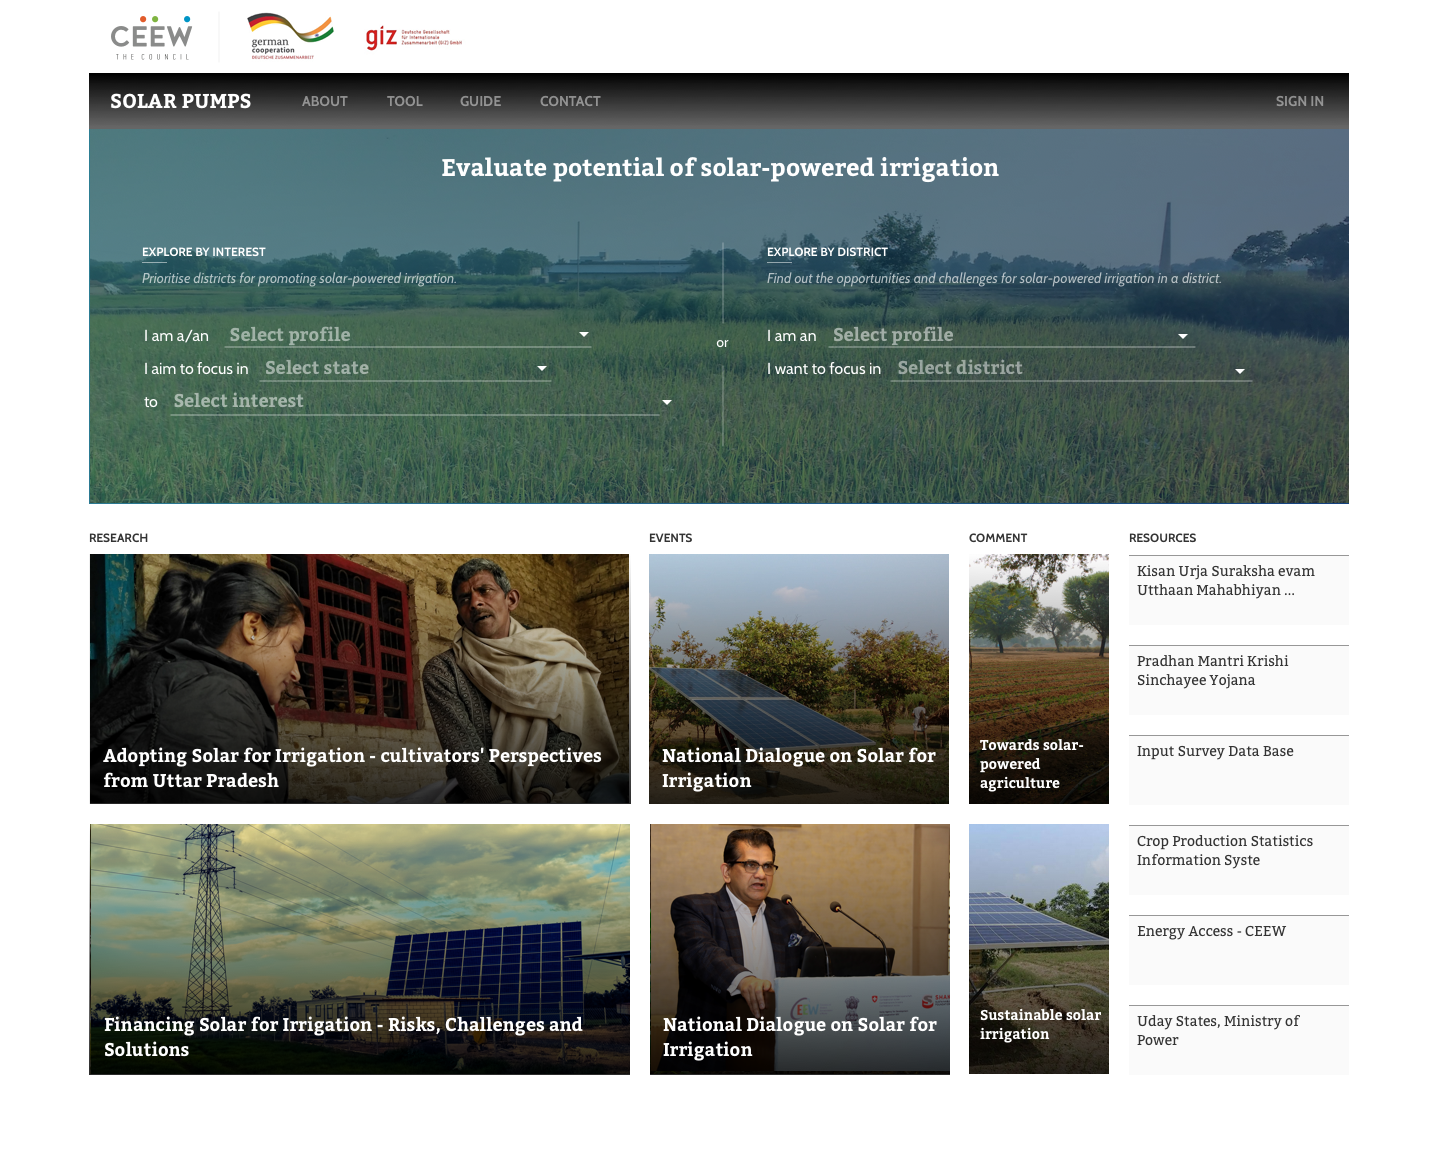 CEEW
THE COUNCIL
german
cooperation
DEUTSCHE ZUSAMMENARBEIT
giz
Deutsche Gesellschaft
für Internationale
Zusammenarbeit (GIZ) GmbH
SOLAR PUMPS
ABOUT
TOOL
GUIDE
CONTACT
SIGN IN
Evaluate potential of solar-powered irrigation
EXPLORE BY INTEREST
Prioritise districts for promoting solar-powered irrigation.
I am a/an Select profile
I aim to focus in Select state
to Select interest
or
EXPLORE BY DISTRICT
Find out the opportunities and challenges for solar-powered irrigation in a district.
I am an Select profile
I want to focus in Select district
RESEARCH
Adopting Solar for Irrigation - cultivators' Perspectives
from Uttar Pradesh
Financing Solar for Irrigation - Risks, Challenges and
Solutions
EVENTS
National Dialogue on Solar for
Irrigation
National Dialogue on Solar for
Irrigation
COMMENT
Towards solar-
powered
agriculture
Sustainable solar
irrigation
RESOURCES
Kisan Urja Suraksha evam
Utthaan Mahabhiyan ...
Pradhan Mantri Krishi
Sinchayee Yojana
Input Survey Data Base
Crop Production Statistics
Information Syste
Energy Access - CEEW
Uday States, Ministry of
Power